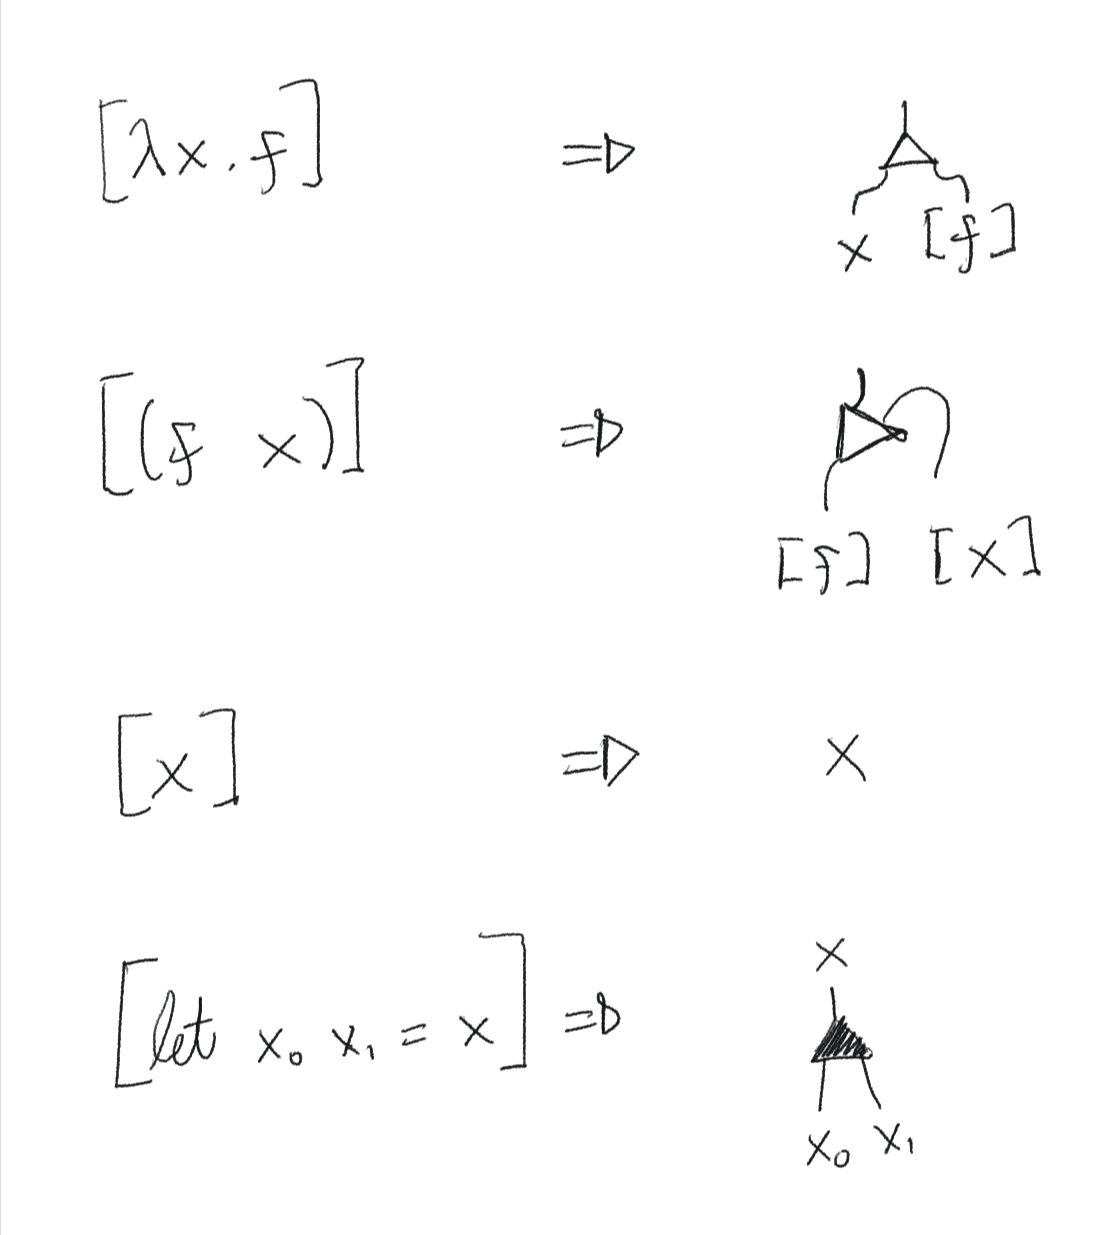 [λx.f] ⇒
x [f]
[(f x)] ⇒
[f] [x]
[x] ⇒ x
x
[let x₀ x₁ = x] ⇒
x₀ x₁